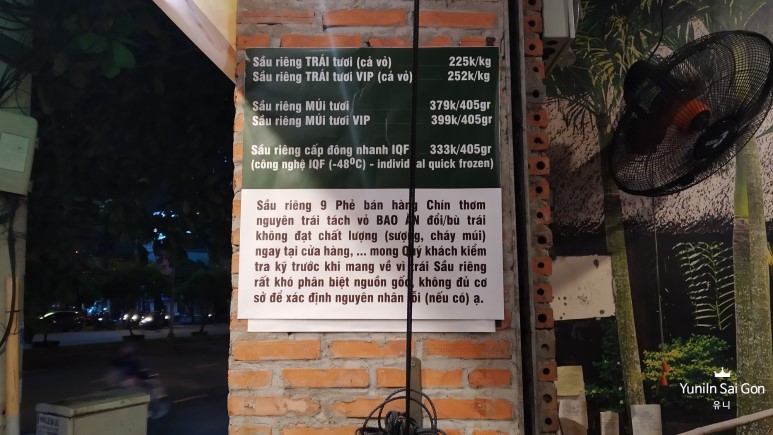 Sầu riêng TRÁI tươi (cả vỏ) 225k/kg
Sầu riêng TRÁI tươi VIP (cả vỏ) 252k/kg
Sầu riêng MÚI tươi 379k/405gr
Sầu riêng MÚI tươi VIP 399k/405gr
Sầu riêng cấp đông nhanh IQF 333k/405gr
(công nghệ IQF (-48ºC) - individual quick frozen)
Sầu riêng 9 Phẻ bán hàng Chín thơm
nguyên trái tách vỏ BAO ĂN đổi/bù trái
không đạt chất lượng (sượng, cháy múi)
ngay tại cửa hàng, ... mong Quý khách kiểm
tra kỹ trước khi mang về vì trái Sầu riêng
rất khó phân biệt nguồn gốc, không đủ cơ
sở để xác định nguyên nhân lỗi (nếu có) ạ.
YuniIn Sai Gon
유니